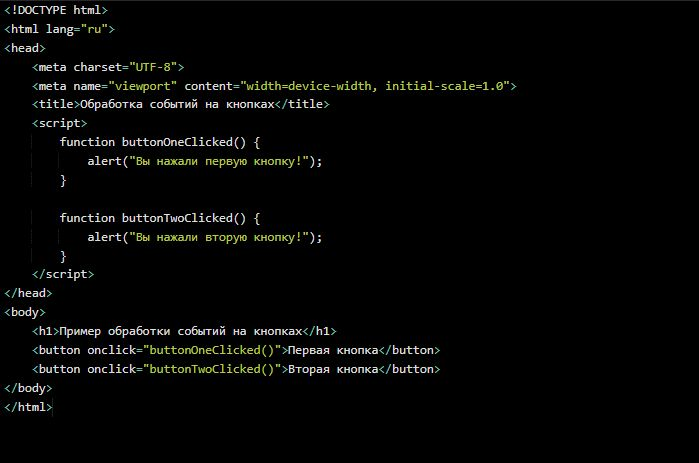 <!DOCTYPE html>
<html lang="ru">
<head>
    <meta charset="UTF-8">
    <meta name="viewport" content="width=device-width, initial-scale=1.0">
    <title>Обработка событий на кнопках</title>
    <script>
        function buttonOneClicked() {
            alert("Вы нажали первую кнопку!");
        }

        function buttonTwoClicked() {
            alert("Вы нажали вторую кнопку!");
        }
    </script>
</head>
<body>
    <h1>Пример обработки событий на кнопках</h1>
    <button onclick="buttonOneClicked()">Первая кнопка</button>
    <button onclick="buttonTwoClicked()">Вторая кнопка</button>
</body>
</html>